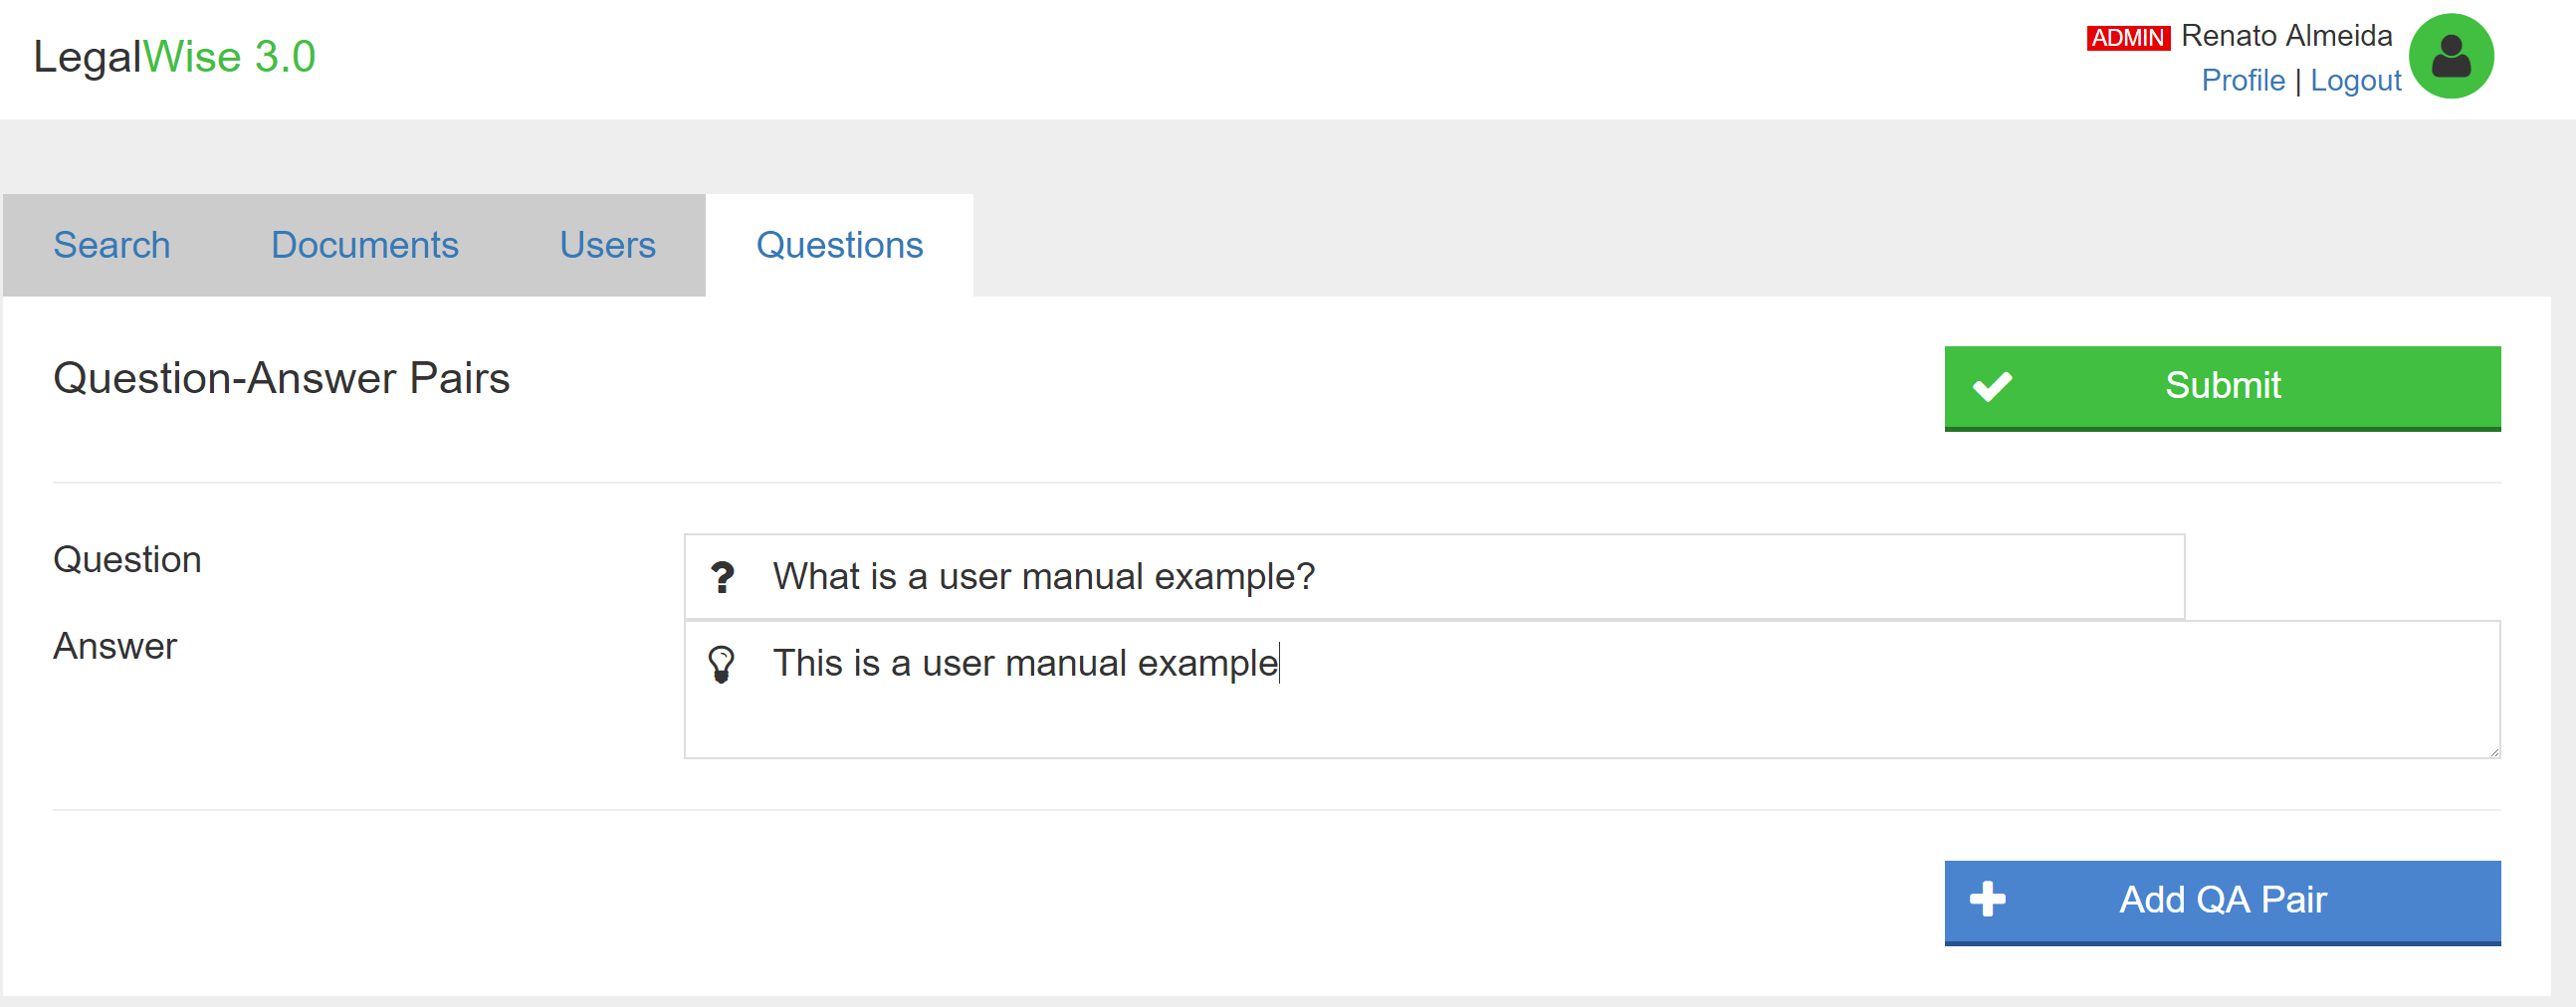 LegalWise 3.0
ADMIN Renato Almeida
Profile | Logout
Search Documents Users Questions
Question-Answer Pairs
Submit
Question
What is a user manual example?
Answer
This is a user manual example
Add QA Pair